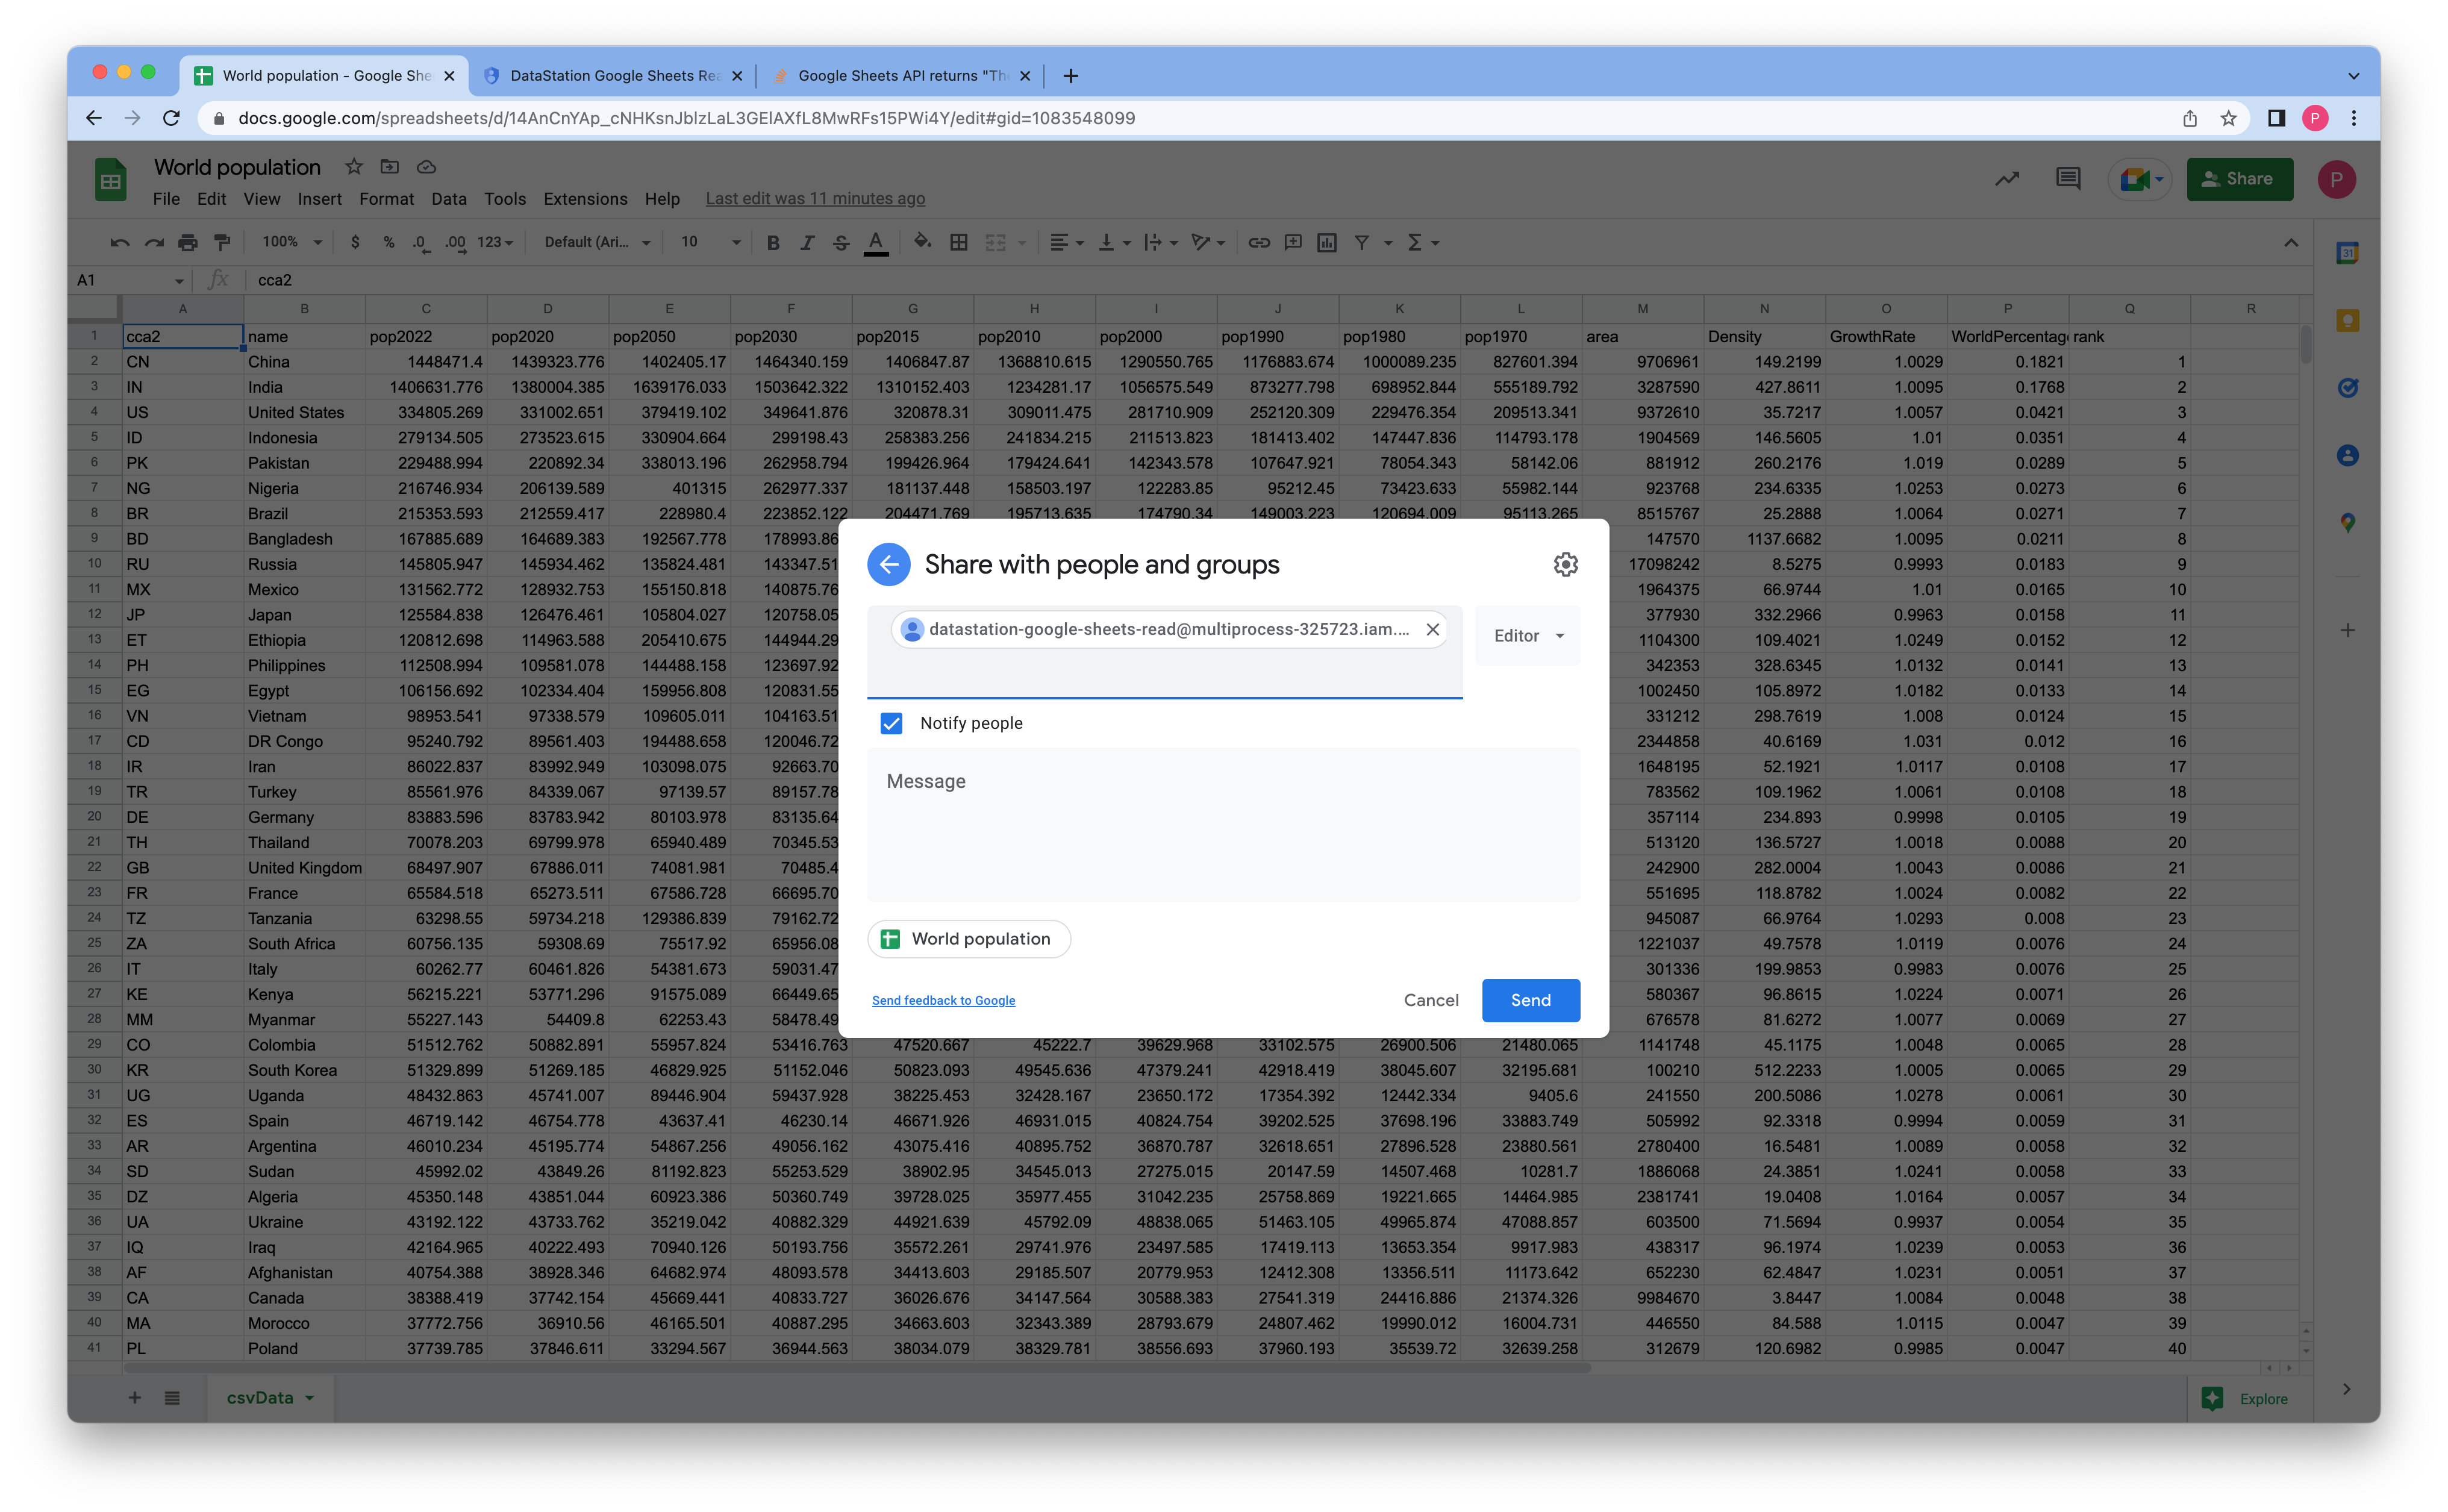 World population - Google She
DataStation Google Sheets Rea
Google Sheets API returns "Th
docs.google.com/spreadsheets/d/14AnCnYAp_cNHKsnJblzLaL3GElAXfL8MwRFs15PWi4Y/edit#gid=1083548099
P
World population
Share
P
File Edit View Insert Format Data Tools Extensions Help Last edit was 11 minutes ago
100% $ % .0 .00 123 Default (Ari... 10 B I S A
31
A1 fx cca2
A B C D E F G H I J K L M N O P Q R
1 cca2 name pop2022 pop2020 pop2050 pop2030 pop2015 pop2010 pop2000 pop1990 pop1980 pop1970 area Density GrowthRate WorldPercentage rank
2 CN China 1448471.4 1439323.776 1402405.17 1464340.159 1406847.87 1368810.615 1290550.765 1176883.674 1000089.235 827601.394 9706961 149.2199 1.0029 0.1821 1
3 IN India 1406631.776 1380004.385 1639176.033 1503642.322 1310152.403 1234281.17 1056575.549 873277.798 698952.844 555189.792 3287590 427.8611 1.0095 0.1768 2
4 US United States 334805.269 331002.651 379419.102 349641.876 320878.31 309011.475 281710.909 252120.309 229476.354 209513.341 9372610 35.7217 1.0057 0.0421 3
5 ID Indonesia 279134.505 273523.615 330904.664 299198.43 258383.256 241834.215 211513.823 181413.402 147447.836 114793.178 1904569 146.5605 1.01 0.0351 4
6 PK Pakistan 229488.994 220892.34 338013.196 262958.794 199426.964 179424.641 142343.578 107647.921 78054.343 58142.06 881912 260.2176 1.019 0.0289 5
7 NG Nigeria 216746.934 206139.589 401315 262977.337 181137.448 158503.197 122283.85 95212.45 73423.633 55982.144 923768 234.6335 1.0253 0.0273 6
8 BR Brazil 215353.593 212559.417 228980.4 223852.122 204471.769 195713.635 174790.34 149003.223 120694.009 95113.265 8515767 25.2888 1.0064 0.0271 7
9 BD Bangladesh 167885.689 164689.383 192567.778 178993.86 147570 1137.6682 1.0095 0.0211 8
10 RU Russia 145805.947 145934.462 135824.481 143347.51 17098242 8.5275 0.9993 0.0183 9
11 MX Mexico 131562.772 128932.753 155150.818 140875.76 1964375 66.9744 1.01 0.0165 10
12 JP Japan 125584.838 126476.461 105804.027 120758.05 377930 332.2966 0.9963 0.0158 11
13 ET Ethiopia 120812.698 114963.588 205410.675 144944.29 1104300 109.4021 1.0249 0.0152 12
14 PH Philippines 112508.994 109581.078 144488.158 123697.92 342353 328.6345 1.0132 0.0141 13
15 EG Egypt 106156.692 102334.404 159956.808 120831.55 1002450 105.8972 1.0182 0.0133 14
16 VN Vietnam 98953.541 97338.579 109605.011 104163.51 331212 298.7619 1.008 0.0124 15
17 CD DR Congo 95240.792 89561.403 194488.658 120046.72 2344858 40.6169 1.031 0.012 16
18 IR Iran 86022.837 83992.949 103098.075 92663.70 1648195 52.1921 1.0117 0.0108 17
19 TR Turkey 85561.976 84339.067 97139.57 89157.78 783562 109.1962 1.0061 0.0108 18
20 DE Germany 83883.596 83783.942 80103.978 83135.64 357114 234.893 0.9998 0.0105 19
21 TH Thailand 70078.203 69799.978 65940.489 70345.53 513120 136.5727 1.0018 0.0088 20
22 GB United Kingdom 68497.907 67886.011 74081.981 70485.4 242900 282.0004 1.0043 0.0086 21
23 FR France 65584.518 65273.511 67586.728 66695.70 551695 118.8782 1.0024 0.0082 22
24 TZ Tanzania 63298.55 59734.218 129386.839 79162.72 945087 66.9764 1.0293 0.008 23
25 ZA South Africa 60756.135 59308.69 75517.92 65956.08 1221037 49.7578 1.0119 0.0076 24
26 IT Italy 60262.77 60461.826 54381.673 59031.47 301336 199.9853 0.9983 0.0076 25
27 KE Kenya 56215.221 53771.296 91575.089 66449.65 580367 96.8615 1.0224 0.0071 26
28 MM Myanmar 55227.143 54409.8 62253.43 58478.49 676578 81.6272 1.0077 0.0069 27
29 CO Colombia 51512.762 50882.891 55957.824 53416.763 47520.667 45222.7 39629.968 33102.575 26900.506 21480.065 1141748 45.1175 1.0048 0.0065 28
30 KR South Korea 51329.899 51269.185 46829.925 51152.046 50823.093 49545.636 47379.241 42918.419 38045.607 32195.681 100210 512.2233 1.0005 0.0065 29
31 UG Uganda 48432.863 45741.007 89446.904 59437.928 38225.453 32428.167 23650.172 17354.392 12442.334 9405.6 241550 200.5086 1.0278 0.0061 30
32 ES Spain 46719.142 46754.778 43637.41 46230.14 46671.926 46931.015 40824.754 39202.525 37698.196 33883.749 505992 92.3318 0.9994 0.0059 31
33 AR Argentina 46010.234 45195.774 54867.256 49056.162 43075.416 40895.752 36870.787 32618.651 27896.528 23880.561 2780400 16.5481 1.0089 0.0058 32
34 SD Sudan 45992.02 43849.26 81192.823 55253.529 38902.95 34545.013 27275.015 20147.59 14507.468 10281.7 1886068 24.3851 1.0241 0.0058 33
35 DZ Algeria 45350.148 43851.044 60923.386 50360.749 39728.025 35977.455 31042.235 25758.869 19221.665 14464.985 2381741 19.0408 1.0164 0.0057 34
36 UA Ukraine 43192.122 43733.762 35219.042 40882.329 44921.639 45792.09 48838.065 51463.105 49965.874 47088.857 603500 71.5694 0.9937 0.0054 35
37 IQ Iraq 42164.965 40222.493 70940.126 50193.756 35572.261 29741.976 23497.585 17419.113 13653.354 9917.983 438317 96.1974 1.0239 0.0053 36
38 AF Afghanistan 40754.388 38928.346 64682.974 48093.578 34413.603 29185.507 20779.953 12412.308 13356.511 11173.642 652230 62.4847 1.0231 0.0051 37
39 CA Canada 38388.419 37742.154 45669.441 40833.727 36026.676 34147.564 30588.383 27541.319 24416.886 21374.326 9984670 3.8447 1.0084 0.0048 38
40 MA Morocco 37772.756 36910.56 46165.501 40887.295 34663.603 32343.389 28793.679 24807.462 19990.012 16004.731 446550 84.588 1.0115 0.0047 39
41 PL Poland 37739.785 37846.611 33294.567 36944.563 38034.079 38329.781 38556.693 37960.193 35539.72 32639.258 312679 120.6982 0.9985 0.0047 40
Share with people and groups
datastation-google-sheets-read@multiprocess-325723.iam....
Editor
Notify people
Message
World population
Send feedback to Google
Cancel
Send
csvData
Explore